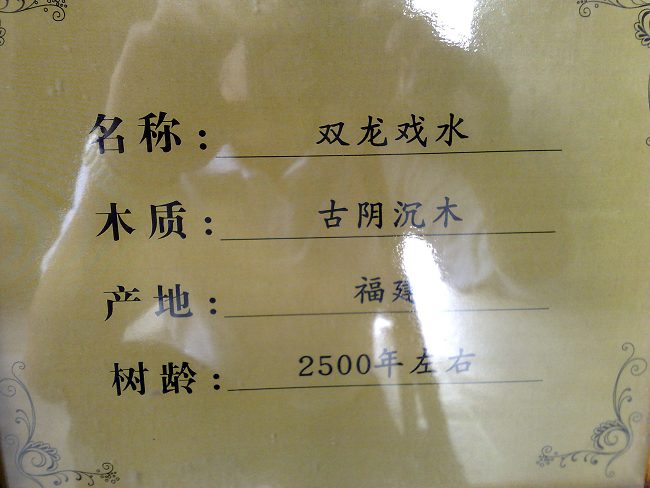 名称：双龙戏水
木质：古阴沉木
产地：福建
树龄：2500年左右